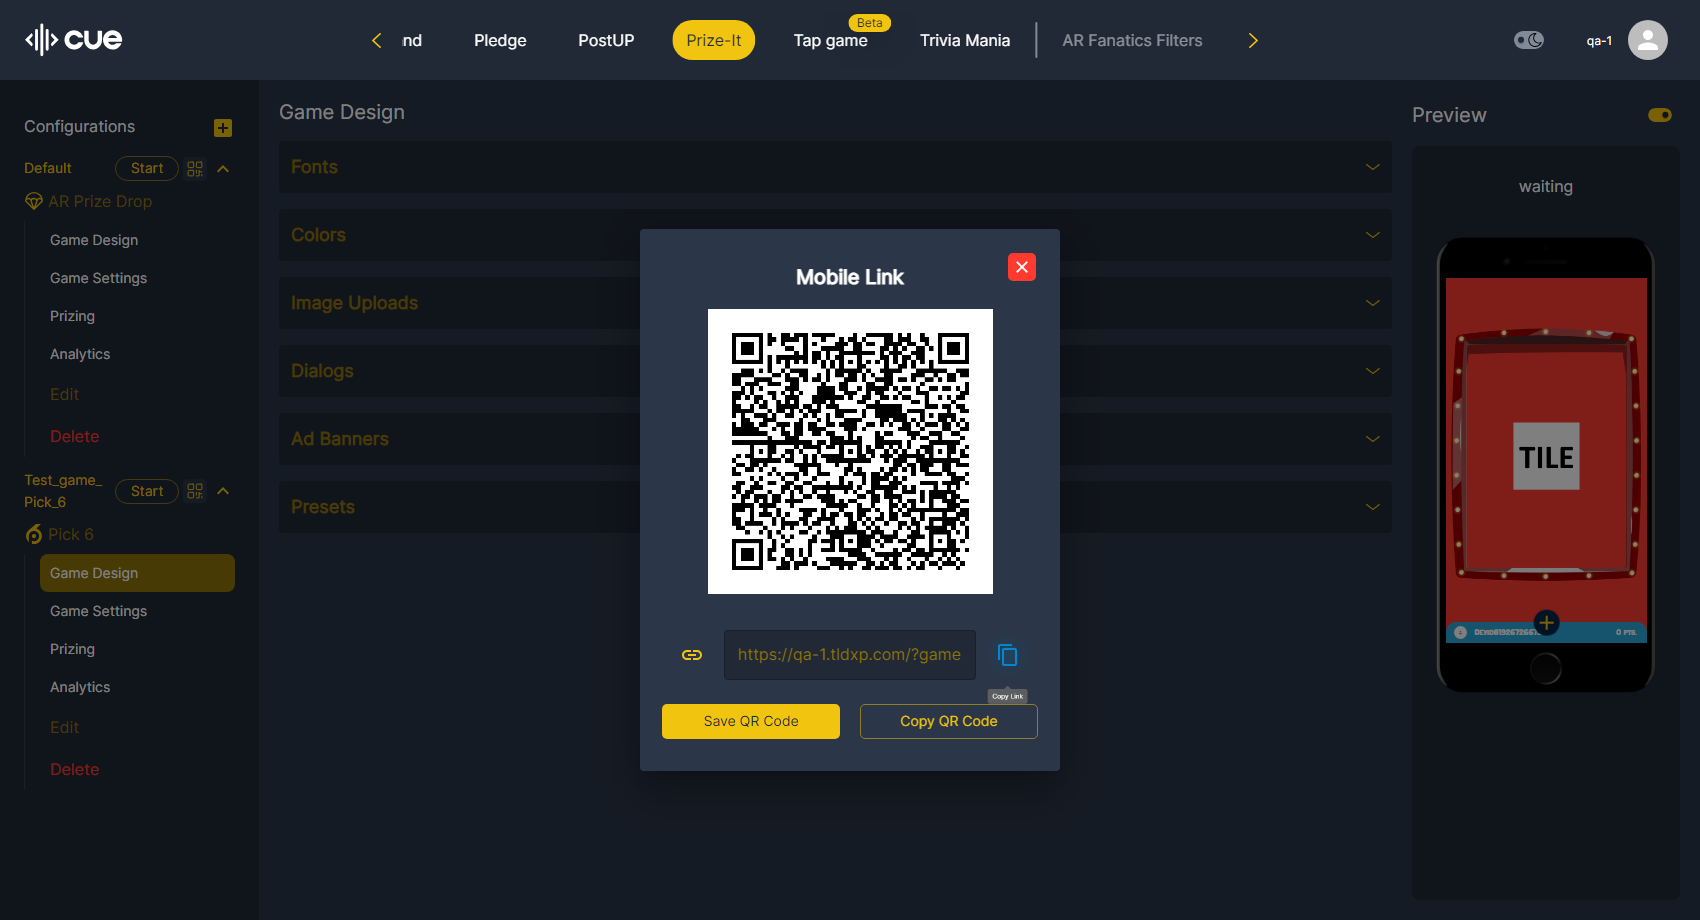 cue
nd
Pledge
PostUP
Prize-It
Beta
Tap game
Trivia Mania
AR Fanatics Filters
qa-1
Configurations
Default
Start
AR Prize Drop
Game Design
Game Settings
Prizing
Analytics
Edit
Delete
Test_game_
Pick_6
Start
Pick 6
Game Design
Game Settings
Prizing
Analytics
Edit
Delete
Game Design
Fonts
Colors
Image Uploads
Dialogs
Ad Banners
Presets
Mobile Link
https://qa-1.tldxp.com/?game
Copy Link
Save QR Code
Copy QR Code
Preview
waiting
TILE
0 PTS.